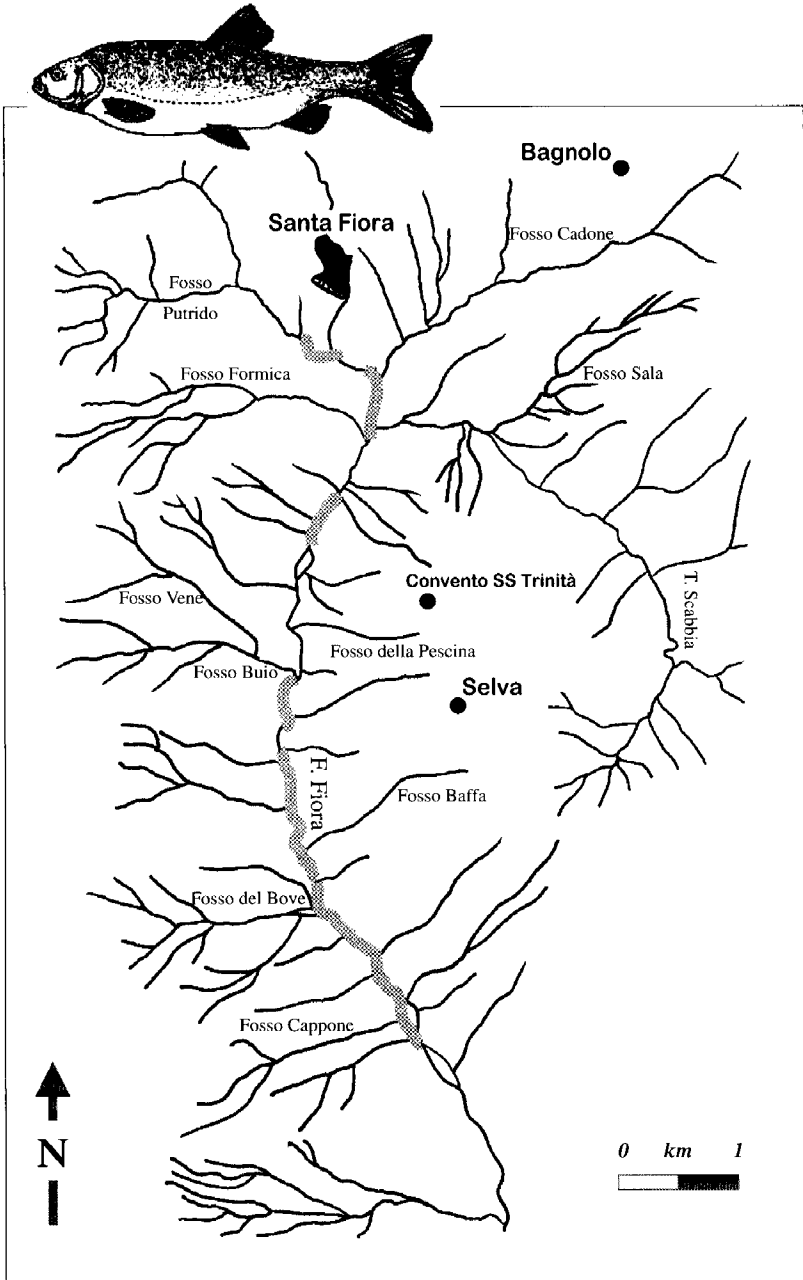 Bagnolo
Santa Fiora
Fosso Cadone
Fosso
Putrido
Fosso Formica
Fosso Sala
Convento SS Trinità
T. Scabbia
Fosso Vene
Fosso della Pescina
Fosso Buio
Selva
F. Fiora
Fosso Baffa
Fosso del Bove
Fosso Cappone
N
0 km 1